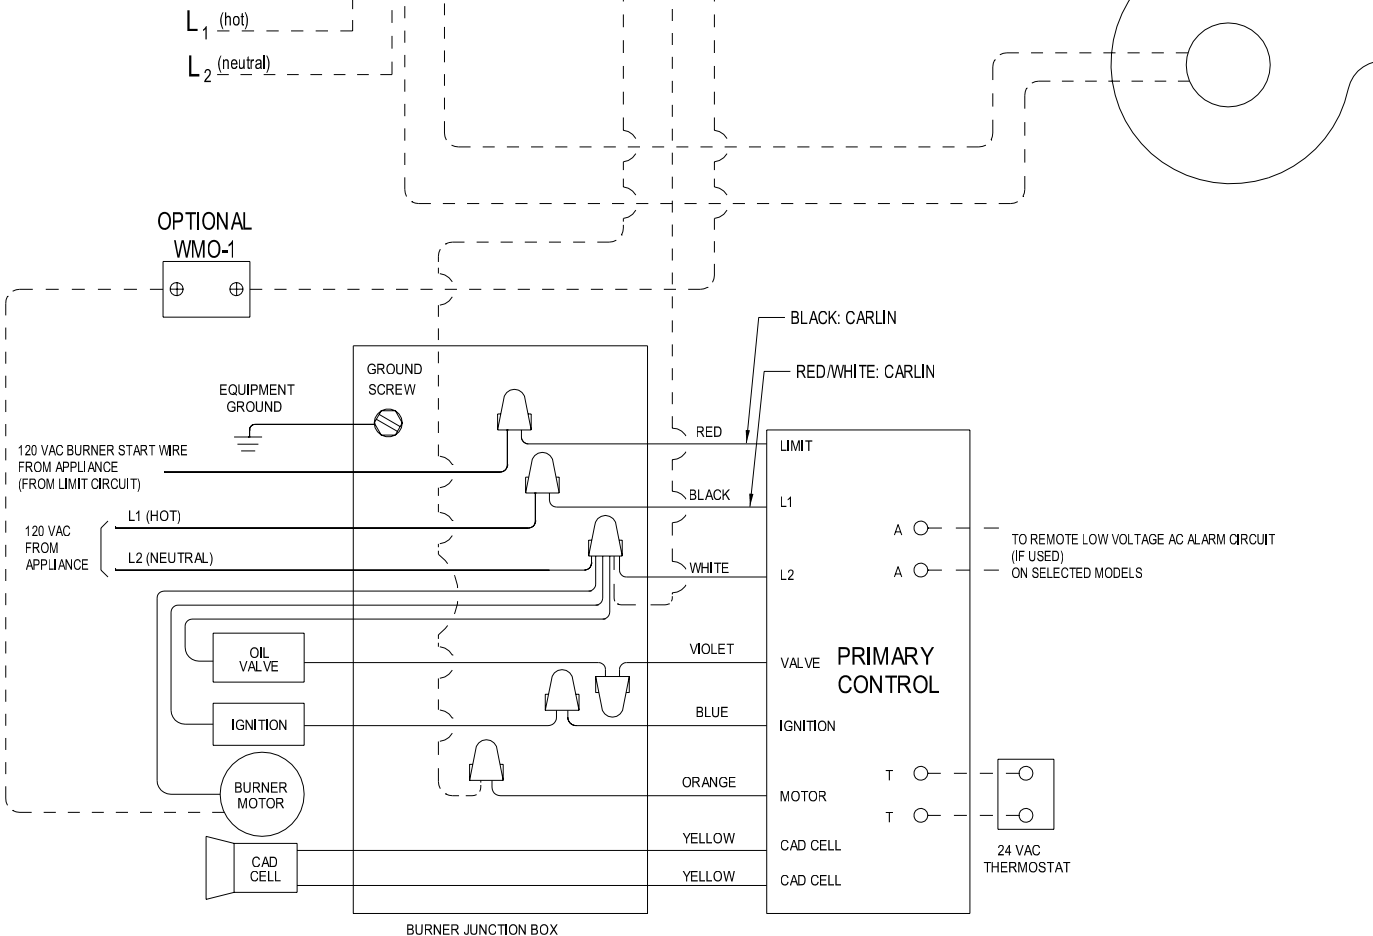 L1 (hot)
L2 (neutral)
OPTIONAL
WMO-1
BLACK: CARLIN
RED/WHITE: CARLIN
GROUND
SCREW
EQUIPMENT
GROUND
120 VAC BURNER START WIRE
FROM APPLIANCE
(FROM LIMIT CIRCUIT)
RED
LIMIT
BLACK
L1
L1 (HOT)
120 VAC
FROM
APPLIANCE
L2 (NEUTRAL)
WHITE
L2
A
A
TO REMOTE LOW VOLTAGE AC ALARM CIRCUIT
(IF USED)
ON SELECTED MODELS
OIL
VALVE
VIOLET
VALVE
PRIMARY
CONTROL
IGNITION
BLUE
IGNITION
BURNER
MOTOR
ORANGE
MOTOR
T
T
24 VAC
THERMOSTAT
CAD
CELL
YELLOW
CAD CELL
YELLOW
CAD CELL
BURNER JUNCTION BOX